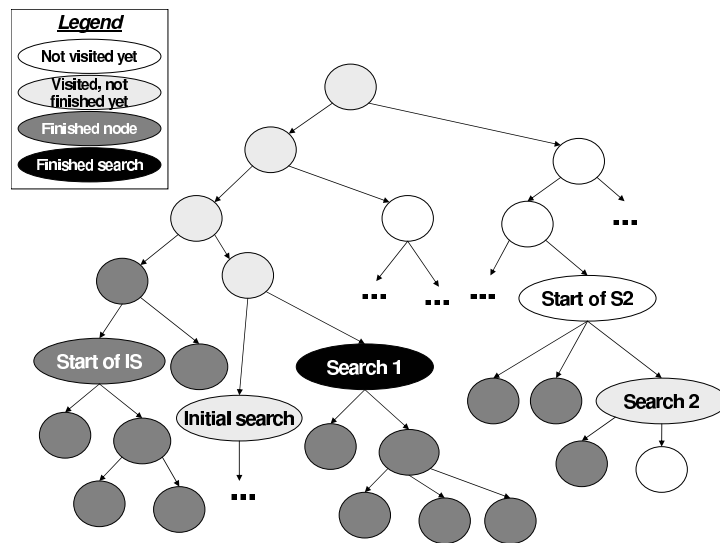 Legend
Not visited yet
Visited, not
finished yet
Finished node
Finished search
...
...
...
...
Start of S2
Start of IS
Search 1
Search 2
Initial search
...